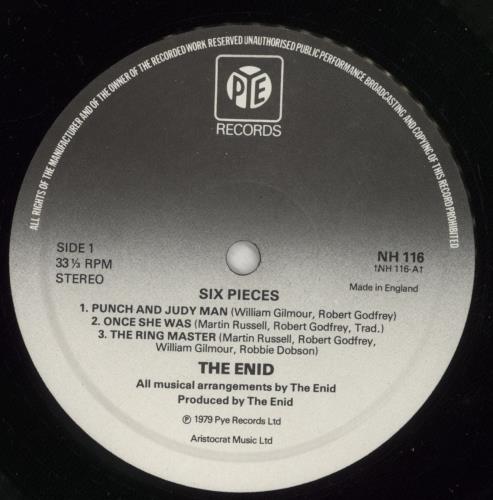 ALL RIGHTS OF THE MANUFACTURER AND OF THE OWNER OF THE RECORDED WORK RESERVED UNAUTHORISED PUBLIC PERFORMANCE BROADCASTING AND COPYING OF THIS RECORD PROHIBITED
PYE
RECORDS
SIDE 1
33⅓ RPM
STEREO
NH 116
†NH 116-A†
Made in England
SIX PIECES
1. PUNCH AND JUDY MAN (William Gilmour, Robert Godfrey)
2. ONCE SHE WAS (Martin Russell, Robert Godfrey, Trad.)
3. THE RING MASTER (Martin Russell, Robert Godfrey,
William Gilmour, Robbie Dobson)
THE ENID
All musical arrangements by The Enid
Produced by The Enid
℗ 1979 Pye Records Ltd
Aristocrat Music Ltd